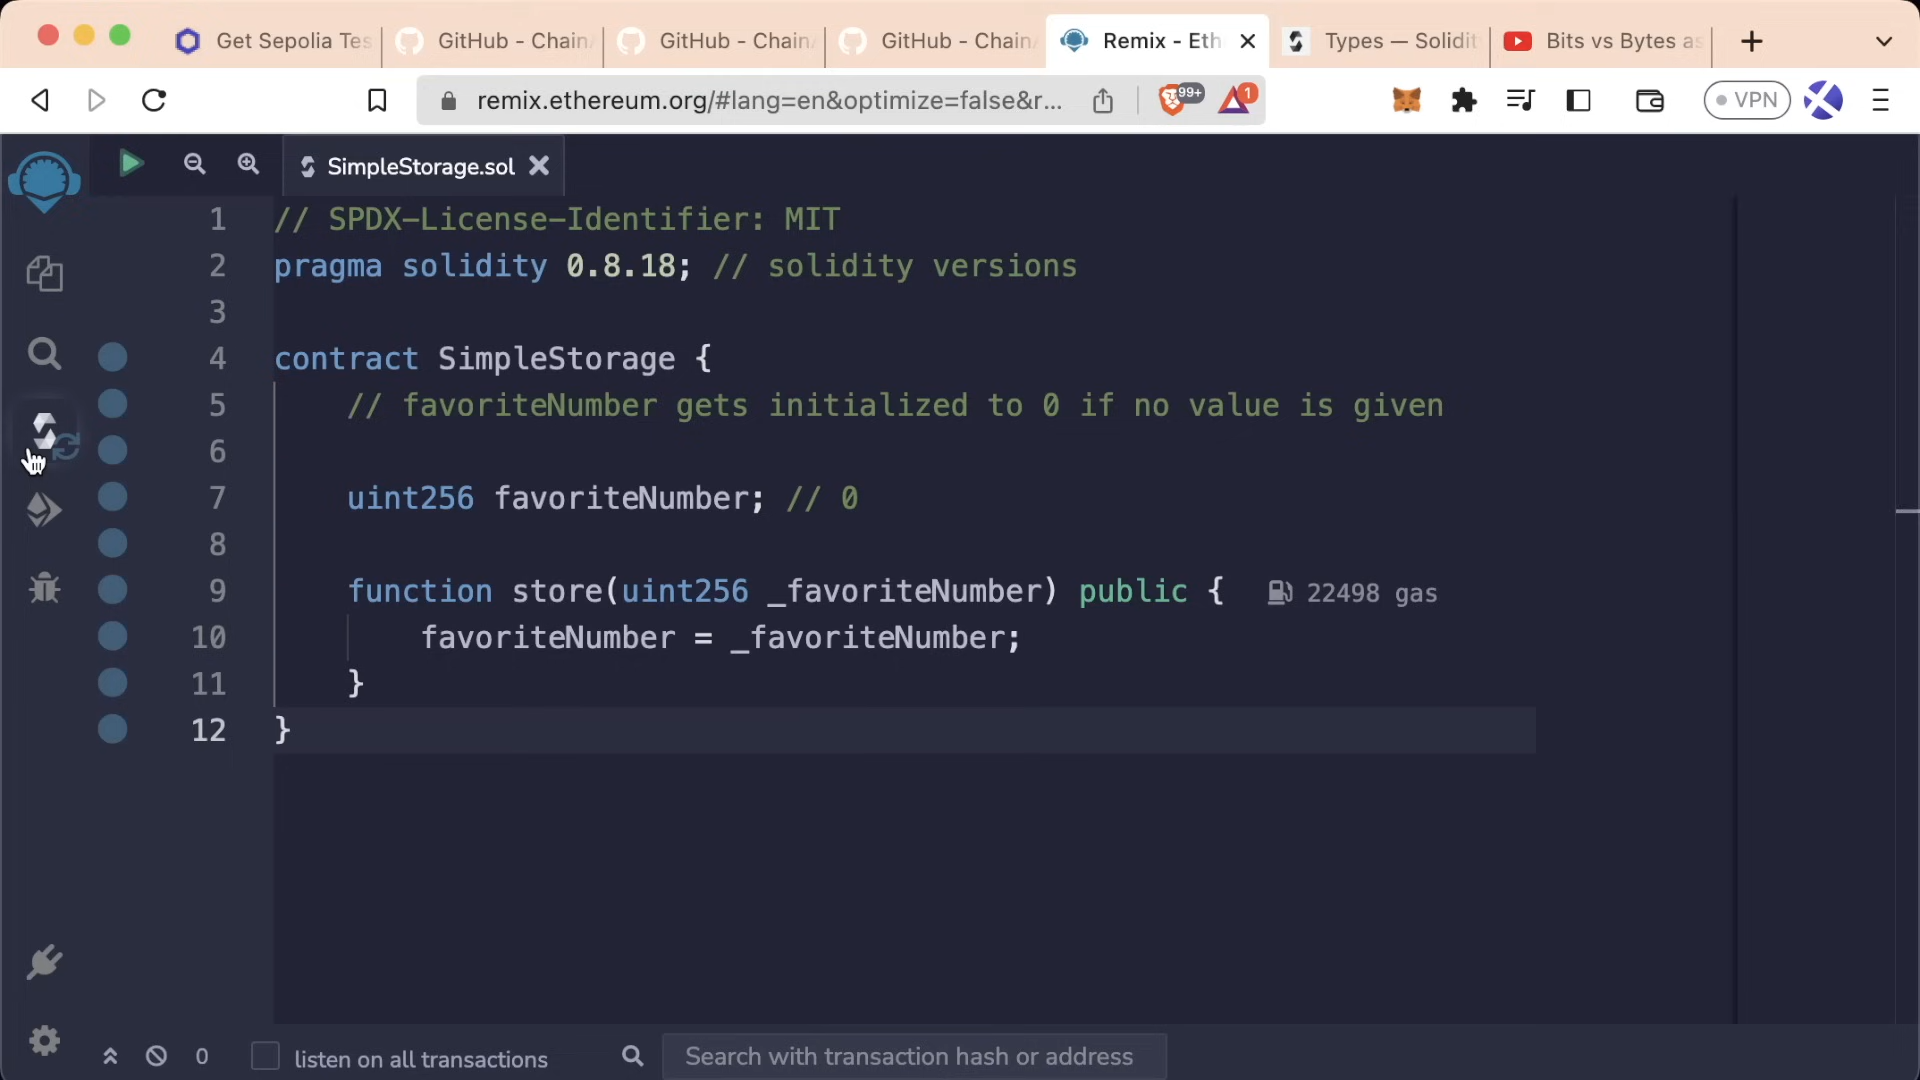 Get Sepolia Tes
GitHub - Chain
GitHub - Chain
GitHub - Chain
Remix - Eth
Types — Solidit
Bits vs Bytes as
remix.ethereum.org/#lang=en&optimize=false&r...
99+
1
VPN
SimpleStorage.sol
1 // SPDX-License-Identifier: MIT
2 pragma solidity 0.8.18; // solidity versions
3
4 contract SimpleStorage {
5 // favoriteNumber gets initialized to 0 if no value is given
6
7 uint256 favoriteNumber; // 0
8
9 function store(uint256 _favoriteNumber) public { 22498 gas
10 favoriteNumber = _favoriteNumber;
11 }
12 }
0 listen on all transactions Search with transaction hash or address